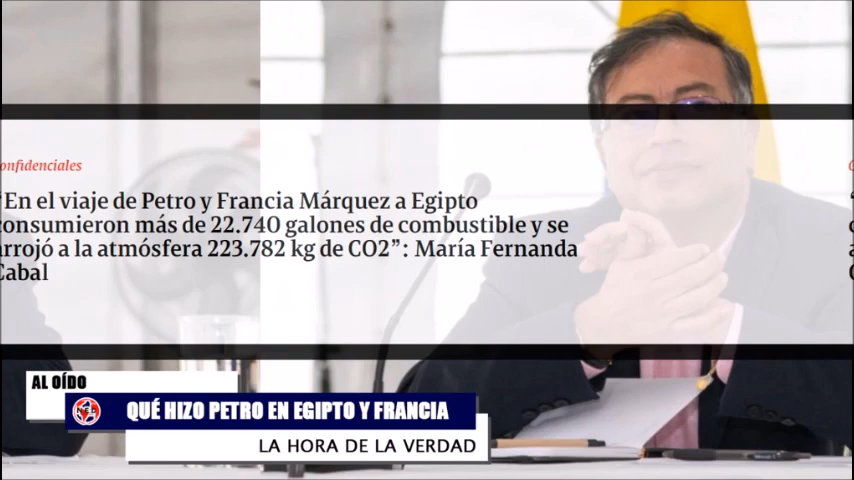 onfidenciales
“En el viaje de Petro y Francia Márquez a Egipto
consumieron más de 22.740 galones de combustible y se
rrojó a la atmósfera 223.782 kg de CO2”: María Fernanda
Cabal
AL OÍDO
QUÉ HIZO PETRO EN EGIPTO Y FRANCIA
LA HORA DE LA VERDAD